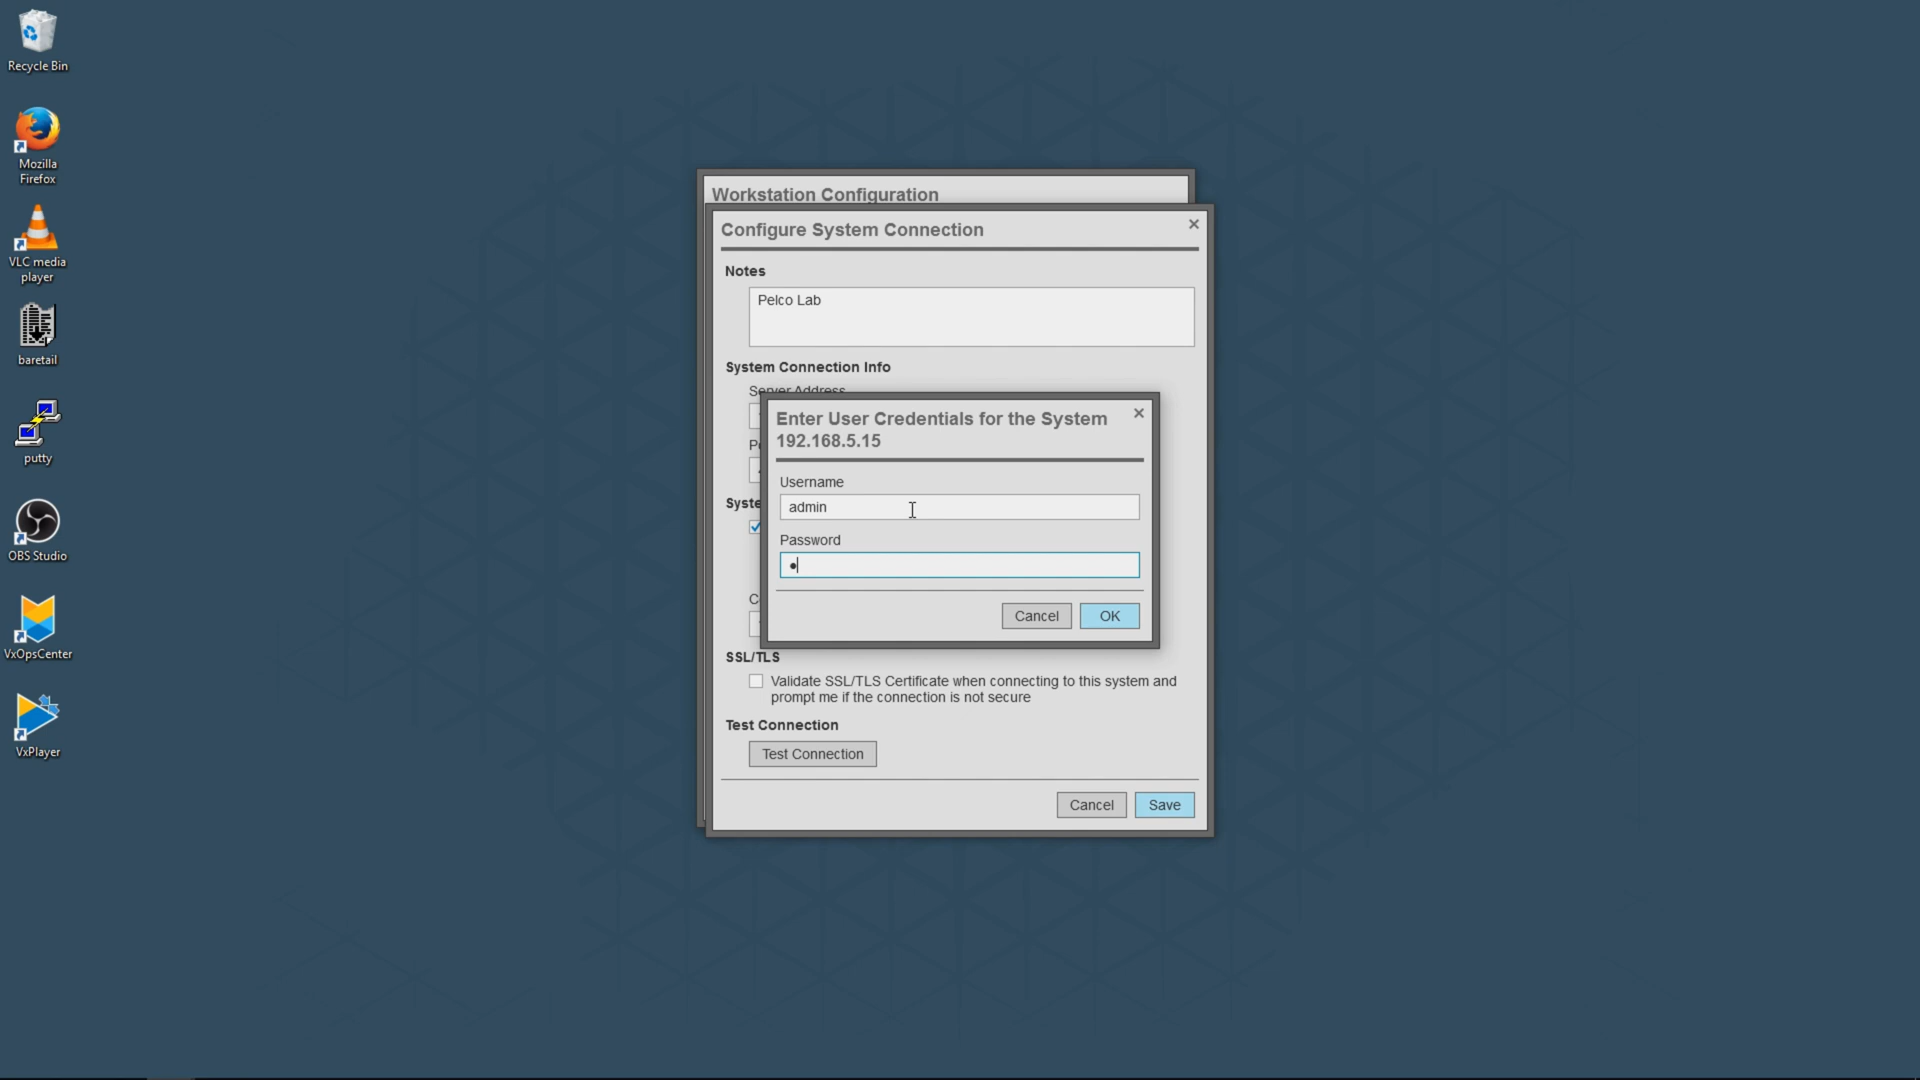 Recycle Bin
Mozilla
Firefox
VLC media
player
baretail
putty
OBS Studio
VxOpsCenter
VxPlayer
Workstation Configuration
Configure System Connection
Notes
Pelco Lab
System Connection Info
Server Address
Enter User Credentials for the System
192.168.5.15
Username
admin
Password
Cancel
OK
SSL/TLS
Validate SSL/TLS Certificate when connecting to this system and
prompt me if the connection is not secure
Test Connection
Test Connection
Cancel
Save